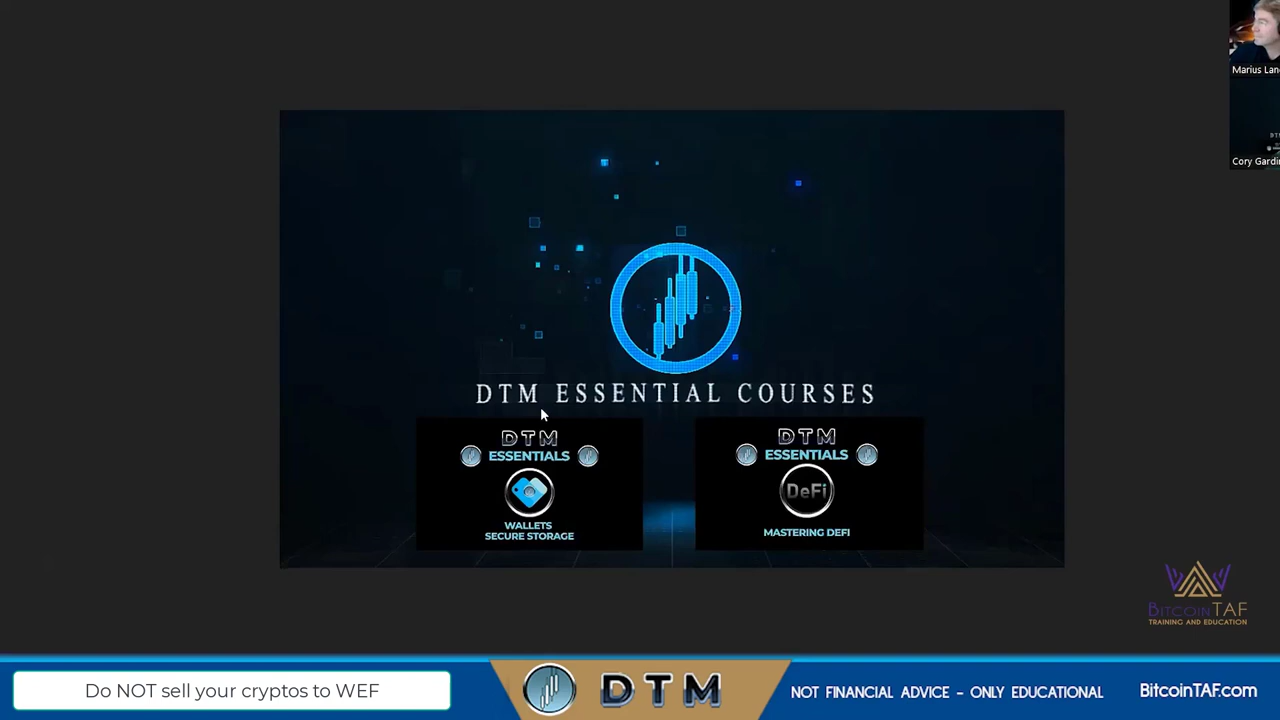 Marius Lan
DT
Cory Gardi
DTM ESSENTIAL COURSES
DTM
ESSENTIALS
WALLETS
SECURE STORAGE
DTM
ESSENTIALS
DeFi
MASTERING DEFI
BITCOINTAF
TRAINING AND EDUCATION
Do NOT sell your cryptos to WEF
DTM
NOT FINANCIAL ADVICE – ONLY EDUCATIONAL
BitcoinTAF.com